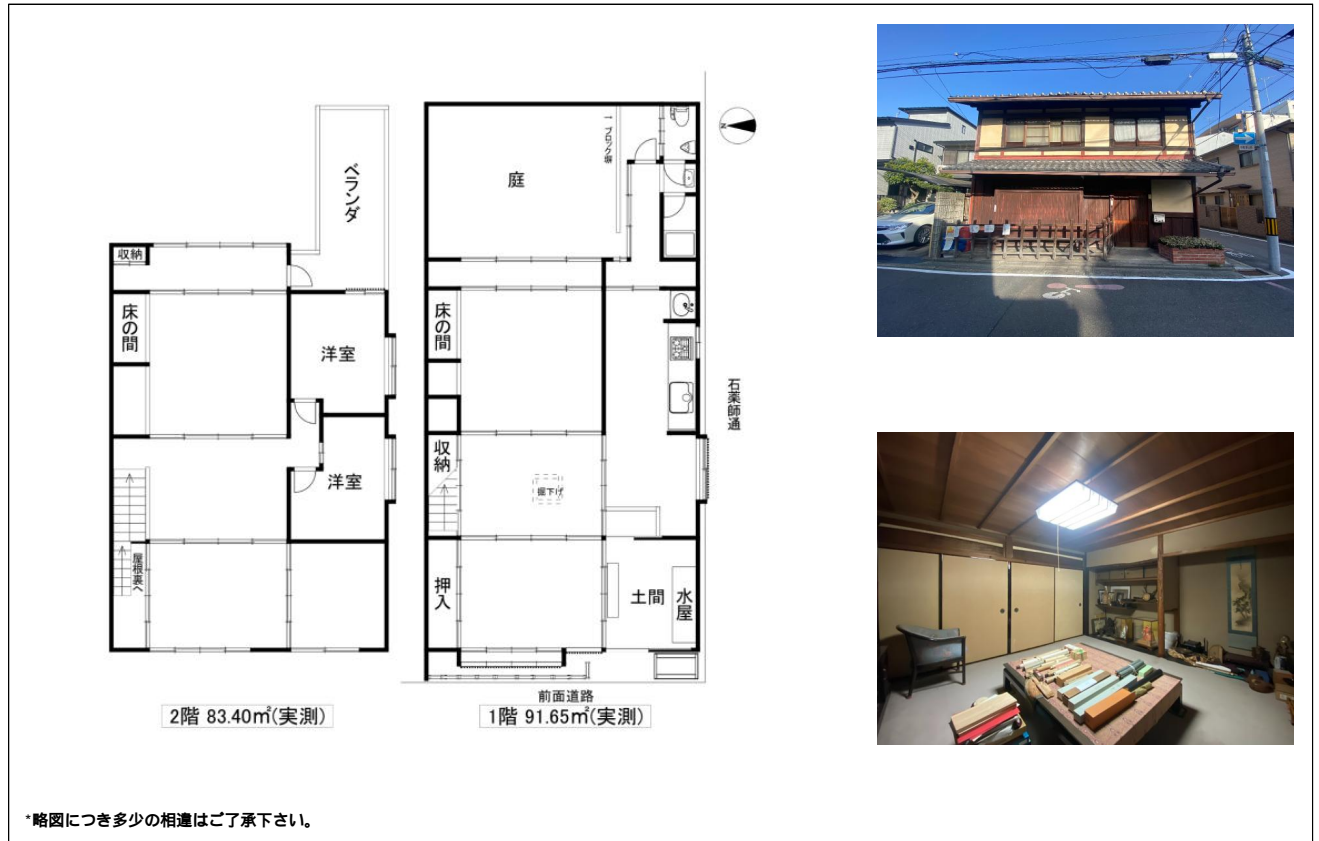 ベランダ
収納
床の間
洋室
洋室
屋根裏へ
2階 83.40㎡(実測)
→ ブロック塀
N
庭
床の間
収納
掘下げ
押入
土間
水屋
石薬師通
前面道路
1階 91.65㎡(実測)
*略図につき多少の相違はご了承下さい。